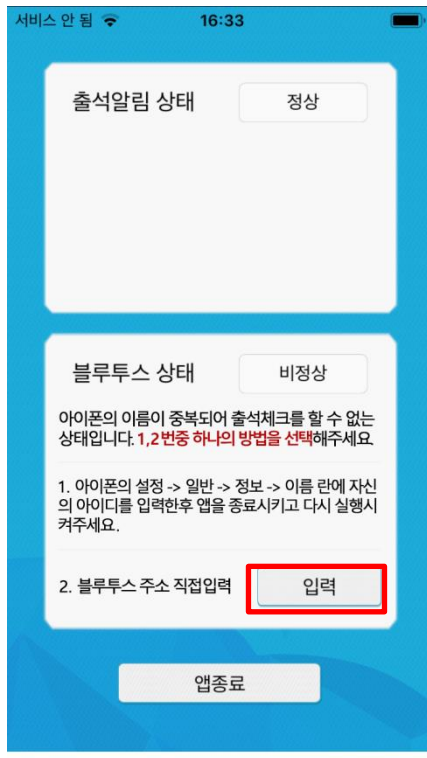 서비스 안 됨 16:33
출석알림 상태 정상
블루투스 상태 비정상
아이폰의 이름이 중복되어 출석체크를 할 수 없는
상태입니다. 1,2번중 하나의 방법을 선택해주세요
1. 아이폰의 설정 -> 일반 -> 정보 -> 이름 란에 자신
의 아이디를 입력한후 앱을 종료시키고 다시 실행시
켜주세요.
2. 블루투스 주소 직접입력 입력
앱종료